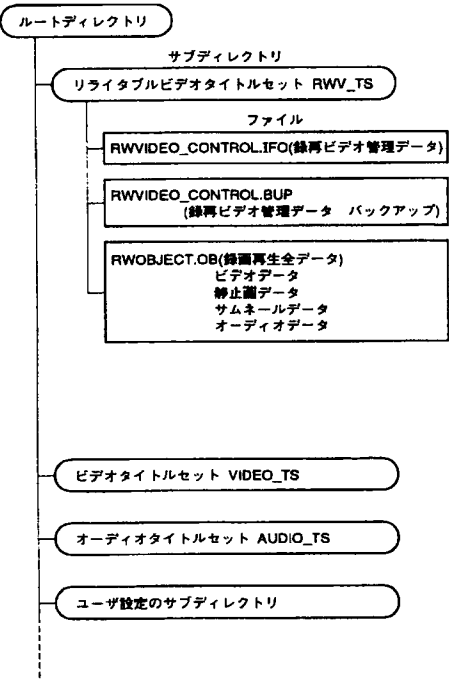 ルートディレクトリ
サブディレクトリ
リライタブルビデオタイトルセット RWV_TS
ファイル
RWVIDEO_CONTROL.IFO(録再ビデオ管理データ)
RWVIDEO_CONTROL.BUP
(録再ビデオ管理データ バックアップ)
RWOBJECT.OB(録画再生全データ)
ビデオデータ
静止画データ
サムネールデータ
オーディオデータ
ビデオタイトルセット VIDEO_TS
オーディオタイトルセット AUDIO_TS
ユーザ設定のサブディレクトリ